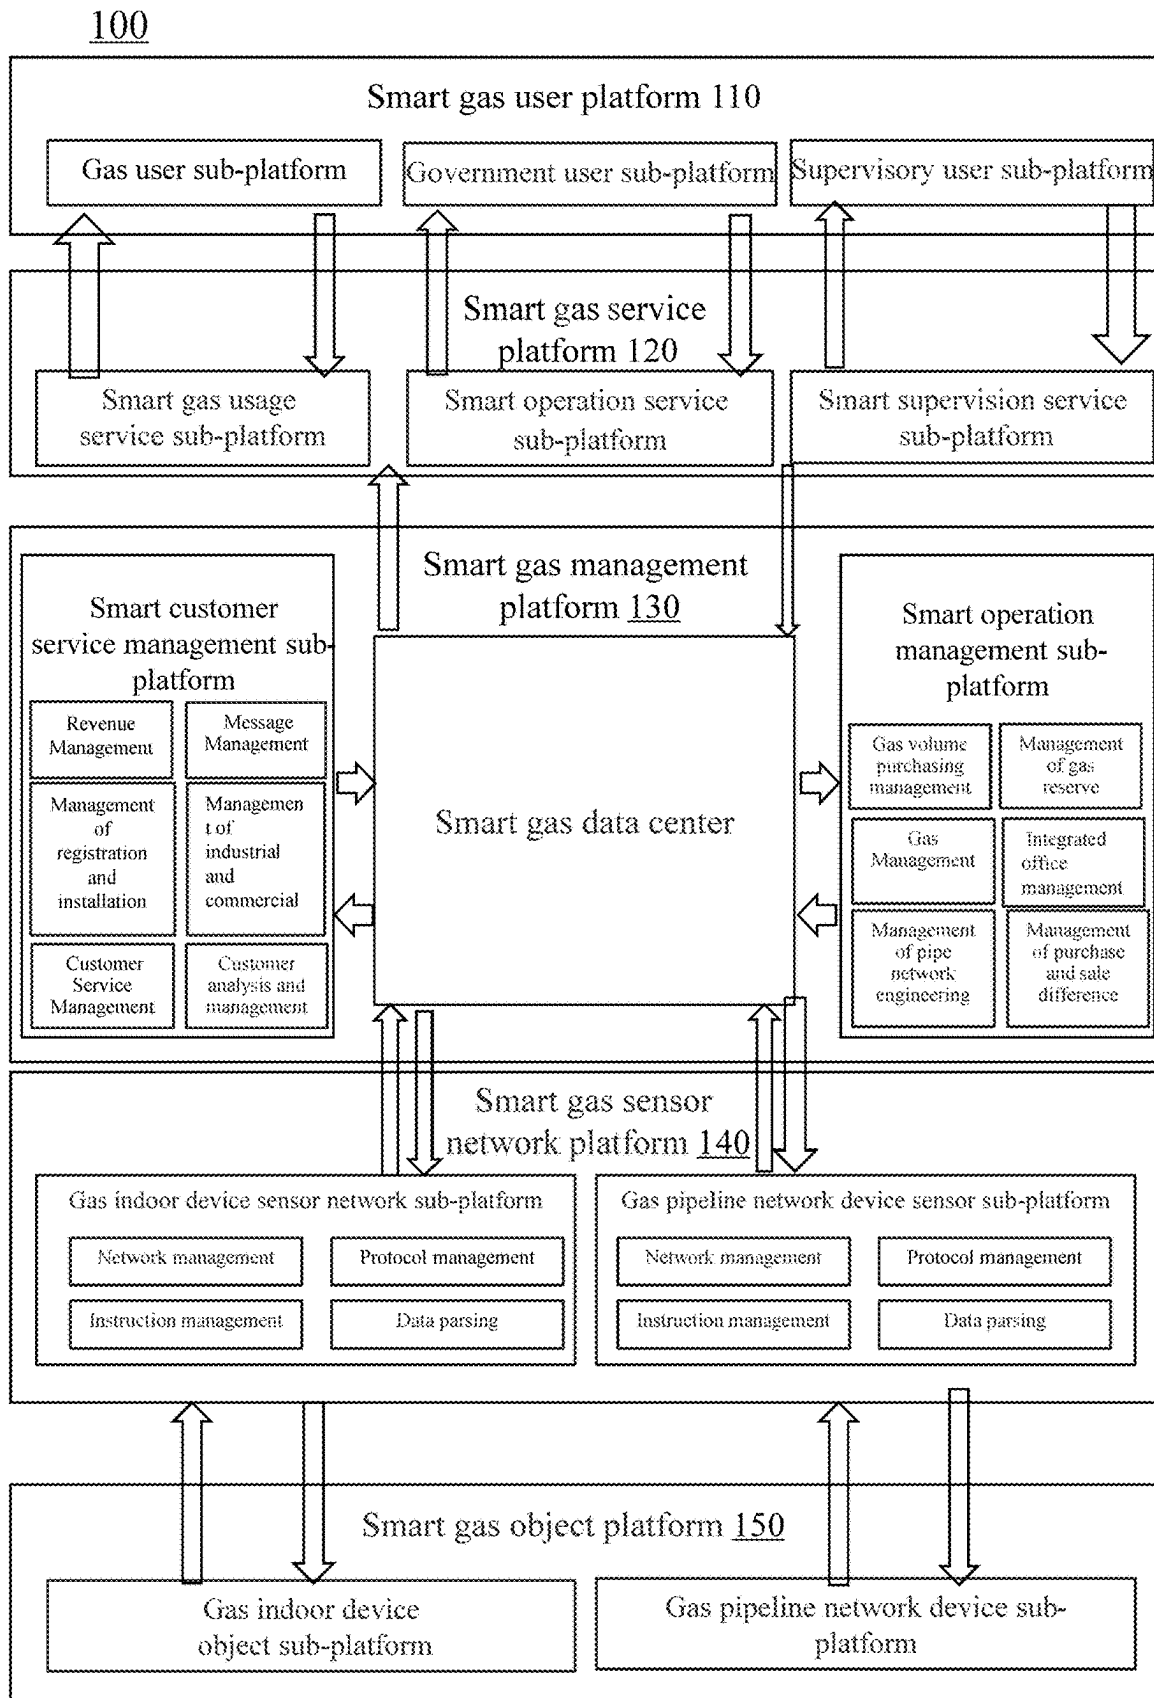 100
Smart gas user platform 110
Gas user sub-platform
Government user sub-platform
Supervisory user sub-platform
Smart gas service
platform 120
Smart gas usage
service sub-platform
Smart operation service
sub-platform
Smart supervision service
sub-platform
Smart gas management
platform 130
Smart customer
service management sub-
platform
Revenue
Management
Message
Management
Management
of
registration
and
installation
Managemen
t of
industrial
and
commercial
Customer
Service
Management
Customer
analysis and
management
Smart gas data center
Smart operation
management sub-
platform
Gas volume
purchasing
management
Management
of gas
reserve
Gas
Management
Integrated
office
management
Management
of pipe
network
engineering
Management
of purchase
and sale
difference
Smart gas sensor
network platform 140
Gas indoor device sensor network sub-platform
Network management
Protocol management
Instruction management
Data parsing
Gas pipeline network device sensor sub-platform
Network management
Protocol management
Instruction management
Data parsing
Smart gas object platform 150
Gas indoor device
object sub-platform
Gas pipeline network device sub-
platform